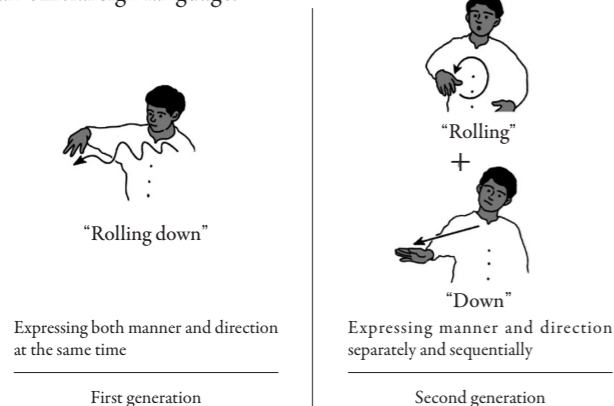 language.
"Rolling down"
Expressing both manner and direction
at the same time
First generation
"Rolling"
+
"Down"
Expressing manner and direction
separately and sequentially
Second generation